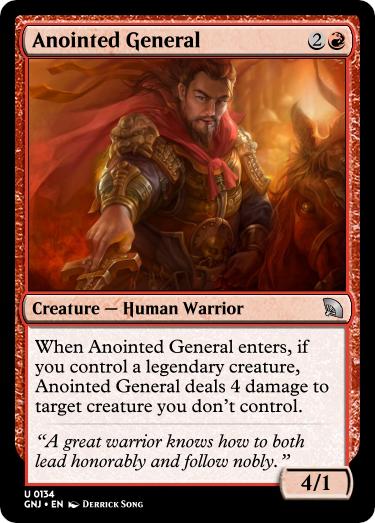 Anointed General 2
Creature — Human Warrior
When Anointed General enters, if
you control a legendary creature,
Anointed General deals 4 damage to
target creature you don’t control.
“A great warrior knows how to both
lead honorably and follow nobly.”
4/1
U 0134
GNJ • EN Derrick Song